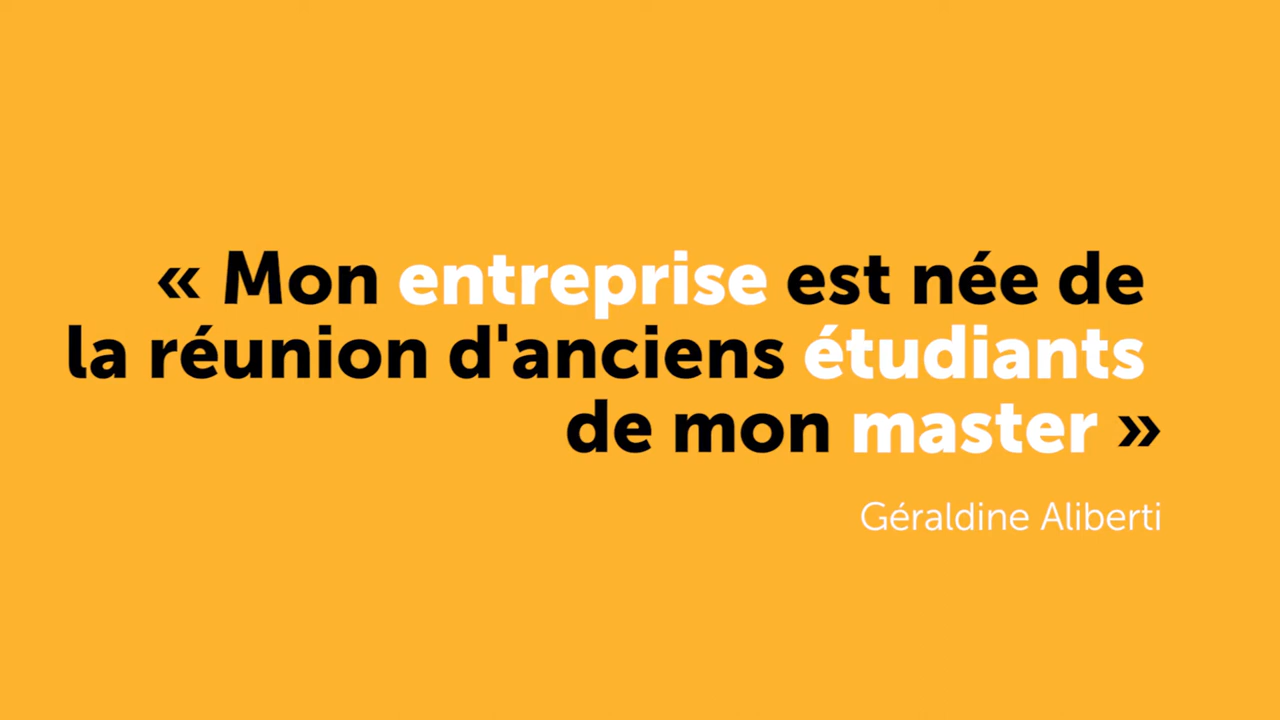 « Mon entreprise est née de
la réunion d'anciens étudiants
de mon master »
Géraldine Aliberti